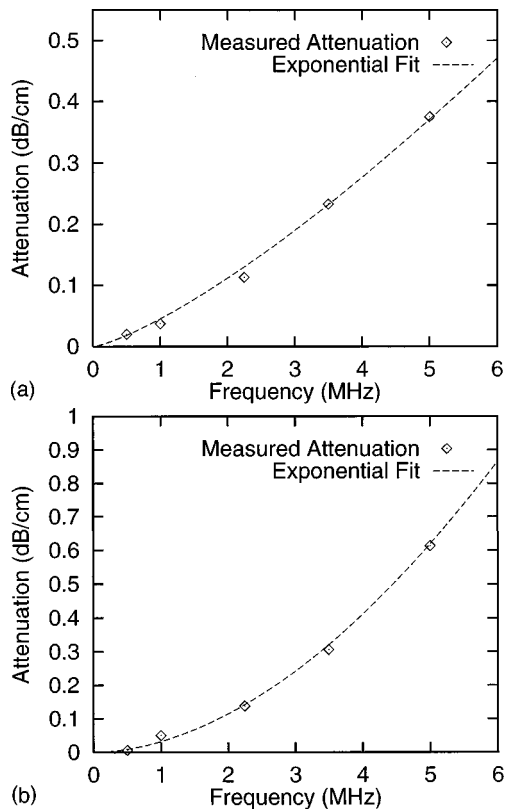 0.5
0.4
0.3
0.2
0.1
0
Attenuation (dB/cm)
Measured Attenuation
Exponential Fit
0 1 2 3 4 5 6
(a) Frequency (MHz)
1
0.9
0.8
0.7
0.6
0.5
0.4
0.3
0.2
0.1
0
Attenuation (dB/cm)
Measured Attenuation
Exponential Fit
0 1 2 3 4 5 6
(b) Frequency (MHz)